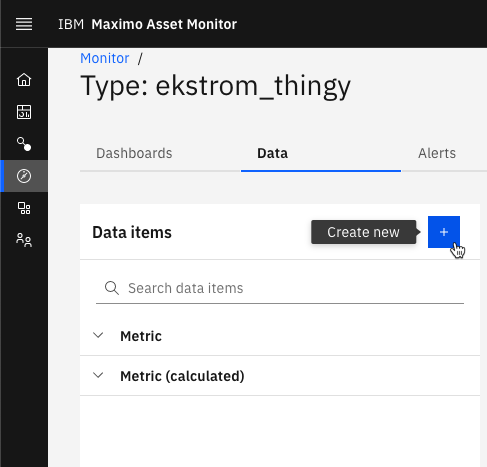 IBM Maximo Asset Monitor
Monitor /
Type: ekstrom_thingy
Dashboards Data Alerts
Data items Create new +
Search data items
Metric
Metric (calculated)